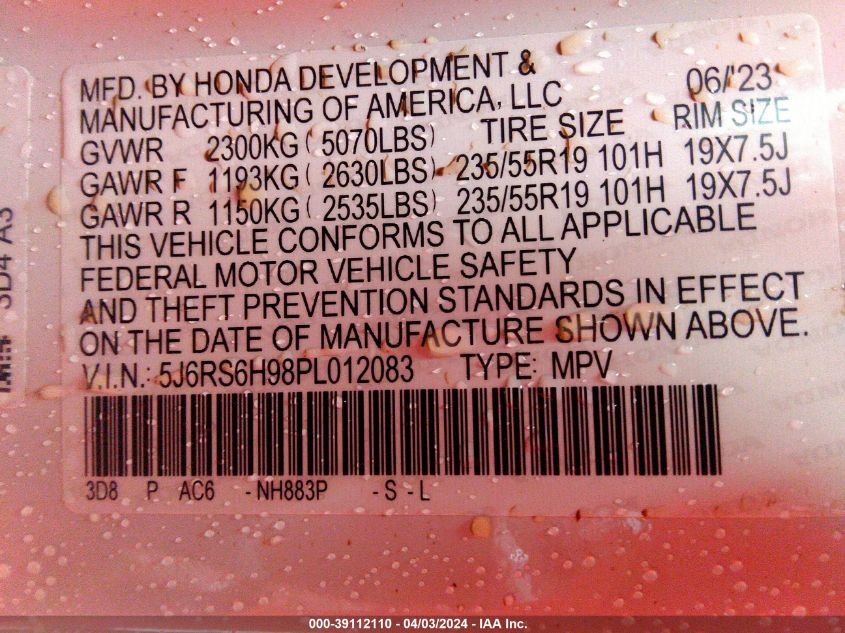 MFD. BY HONDA DEVELOPMENT & 06/'23
MANUFACTURING OF AMERICA, LLC RIM SIZE
GVWR 2300KG ( 5070LBS) TIRE SIZE
GAWR F 1193KG ( 2630LBS) 235/55R19 101H 19X7.5J
GAWR R 1150KG ( 2535LBS) 235/55R19 101H 19X7.5J
THIS VEHICLE CONFORMS TO ALL APPLICABLE
FEDERAL MOTOR VEHICLE SAFETY
AND THEFT PREVENTION STANDARDS IN EFFECT
ON THE DATE OF MANUFACTURE SHOWN ABOVE.
V.I.N.: 5J6RS6H98PL012083 TYPE: MPV
3D8 P AC6 -NH883P -S-L
3D4 A3
000-39112110 - 04/03/2024 - IAA Inc.